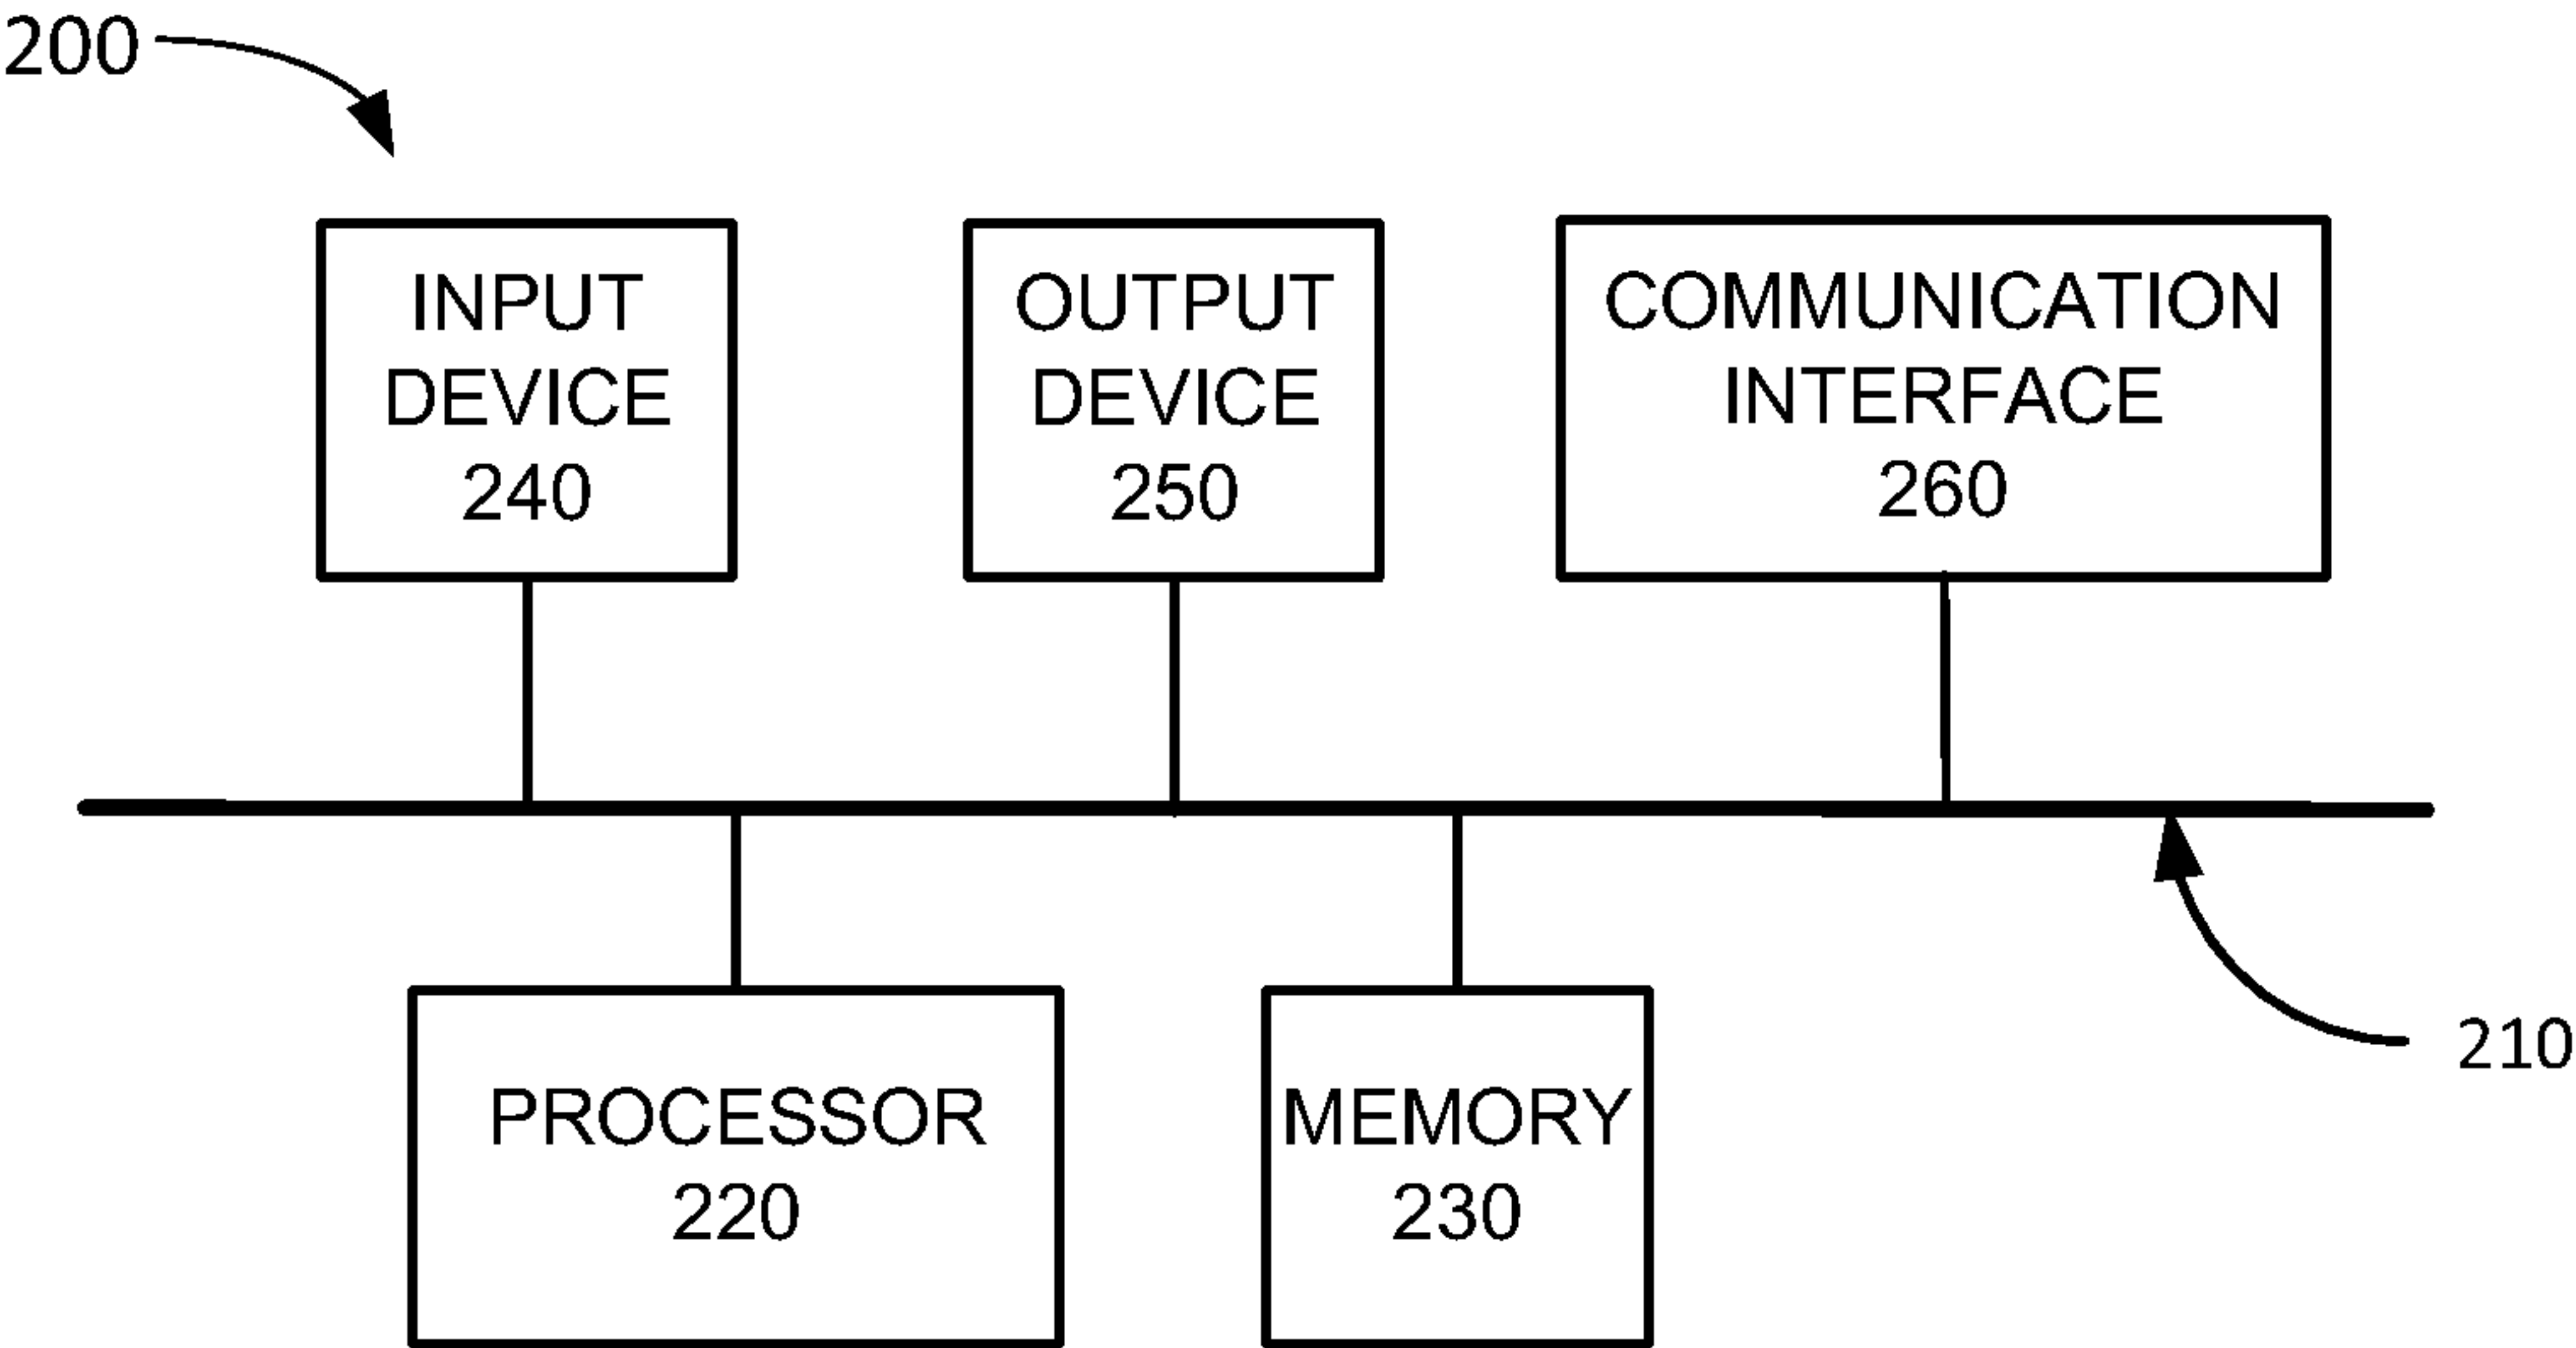 200
INPUT
DEVICE
240
OUTPUT
DEVICE
250
COMMUNICATION
INTERFACE
260
PROCESSOR
220
MEMORY
230
210